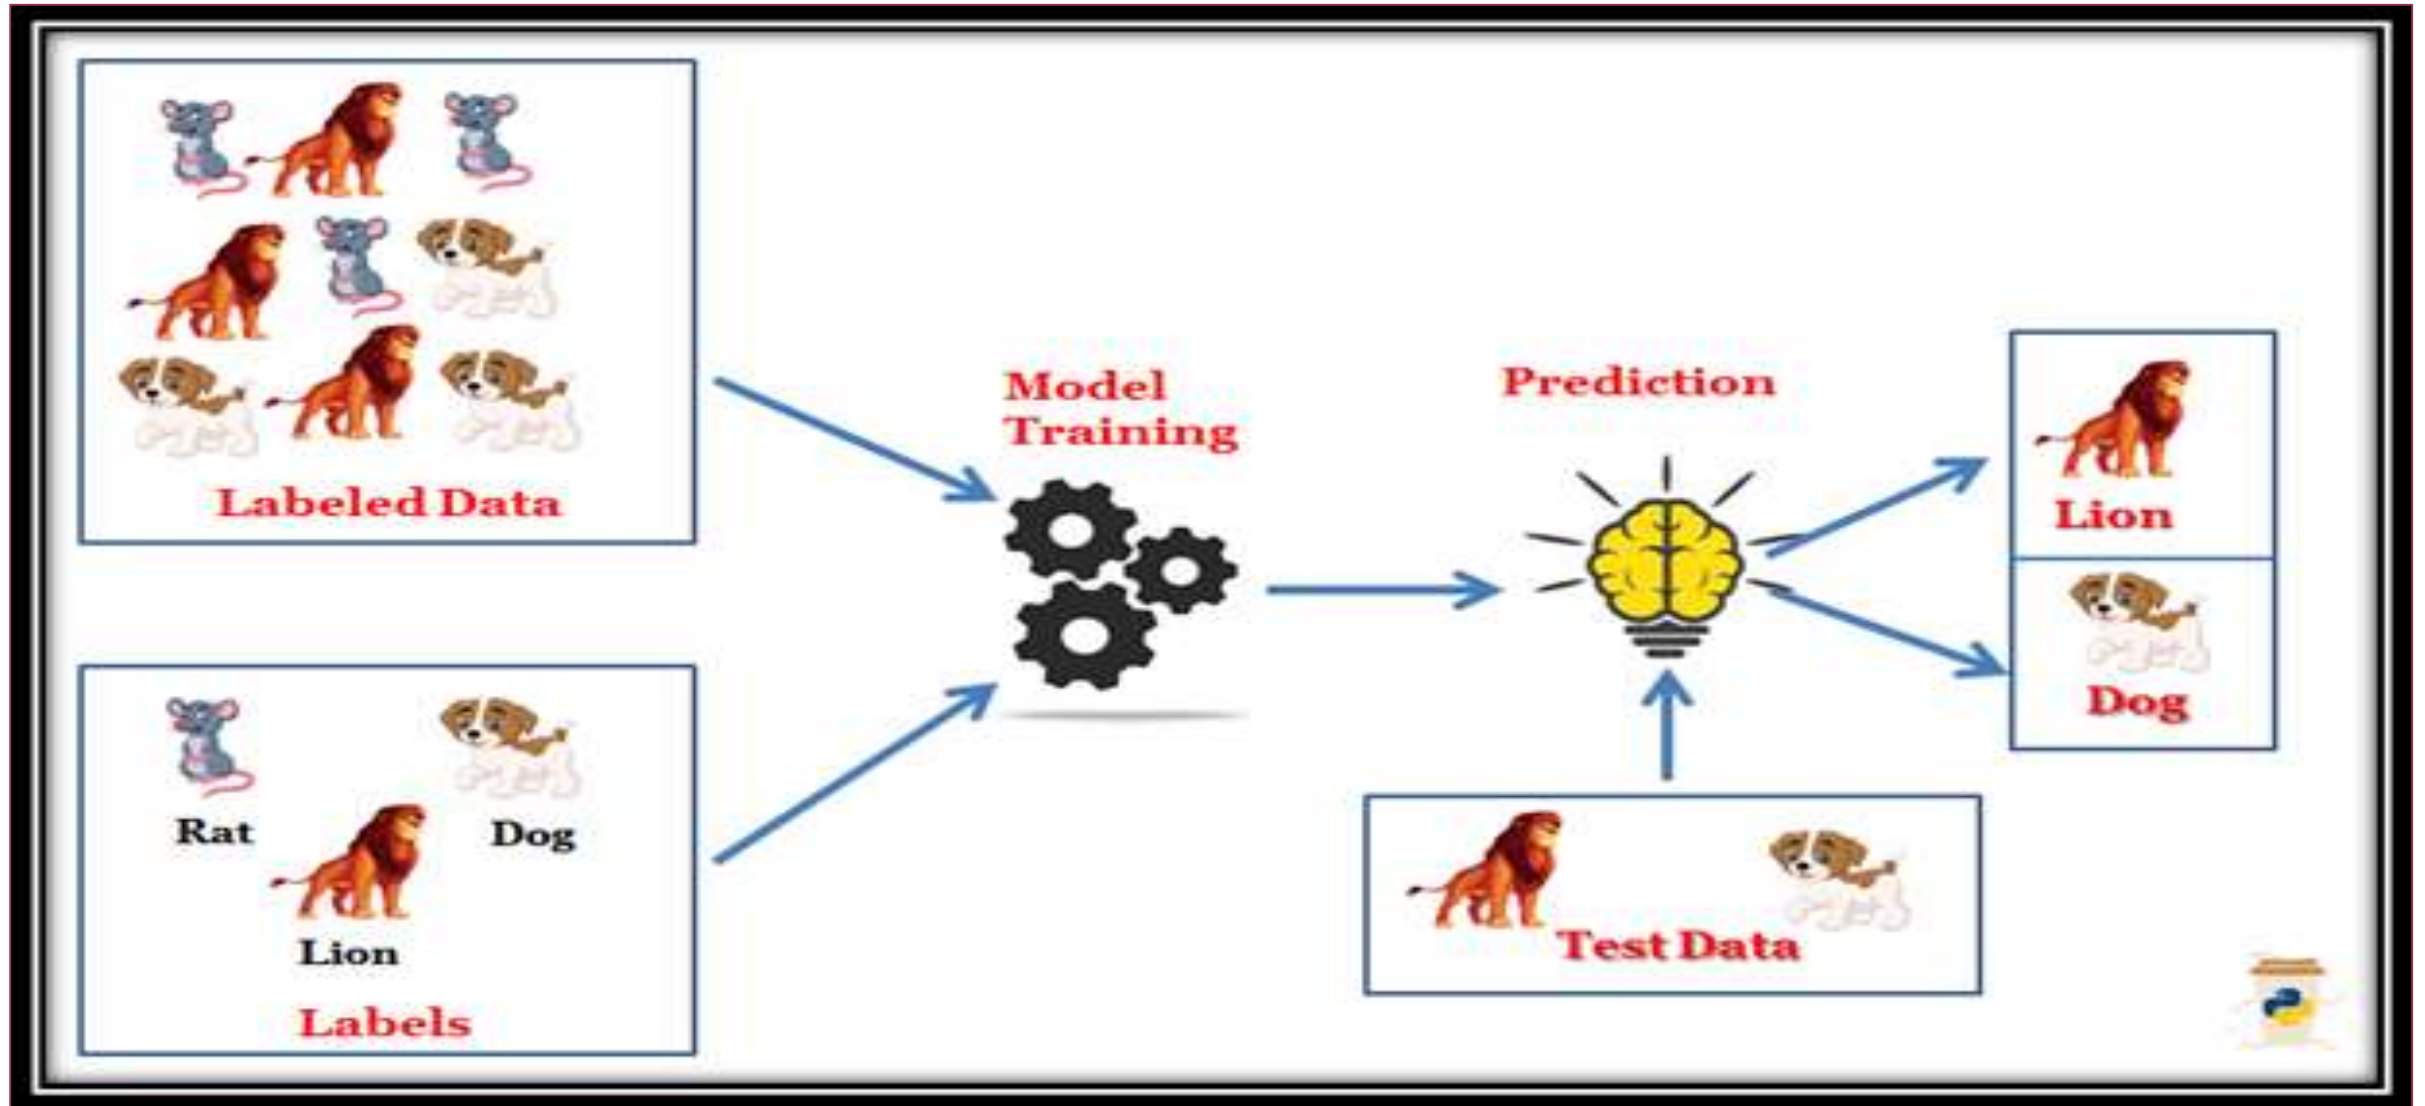 Labeled Data
Rat
Dog
Lion
Labels
Model
Training
Prediction
Test Data
Lion
Dog